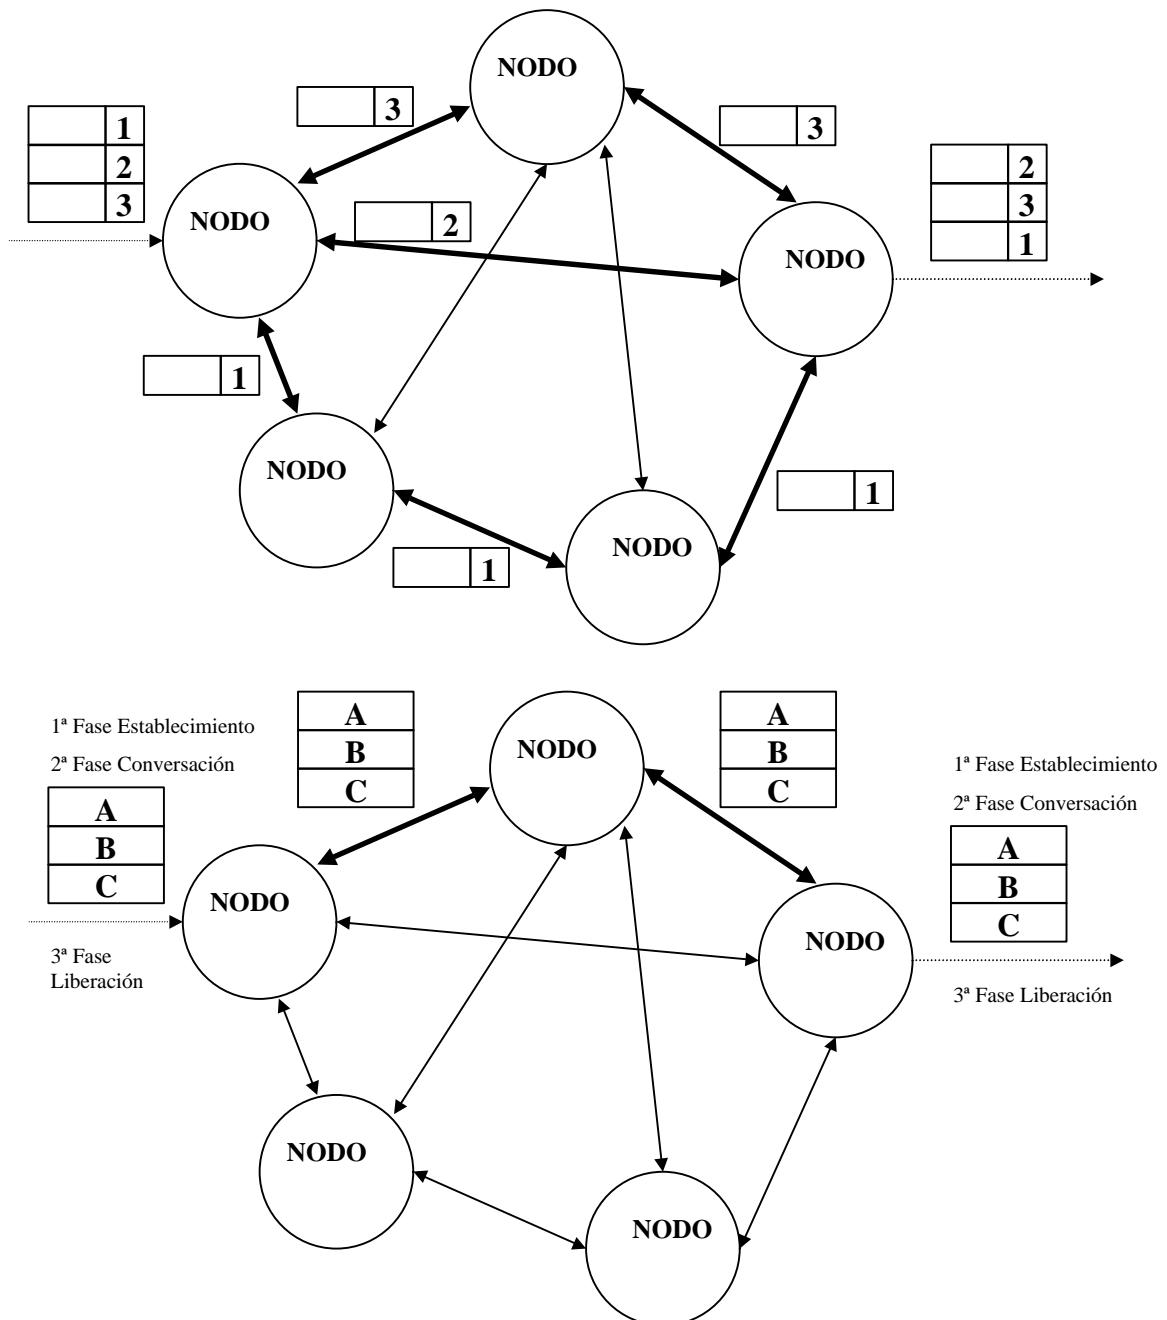 NODO
3
3
1
2
3
2
3
1
NODO
2
NODO
1
NODO
1
NODO
1
A
B
C
A
B
C
1ª Fase Establecimiento
2ª Fase Conversación
NODO
1ª Fase Establecimiento
2ª Fase Conversación
A
B
C
A
B
C
NODO
NODO
3ª Fase
Liberación
3ª Fase Liberación
NODO
NODO